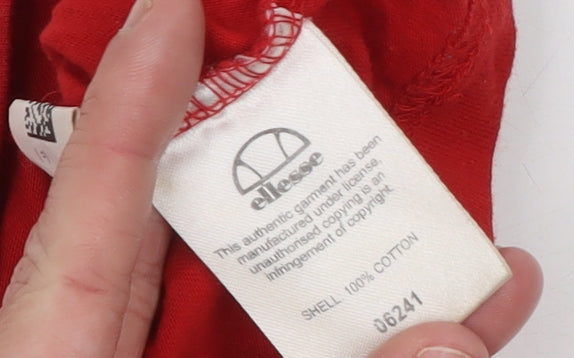 ellesse
This authentic garment has been
manufactured under license,
unauthorised copying is an
infringement of copyright.
SHELL 100% COTTON
06241